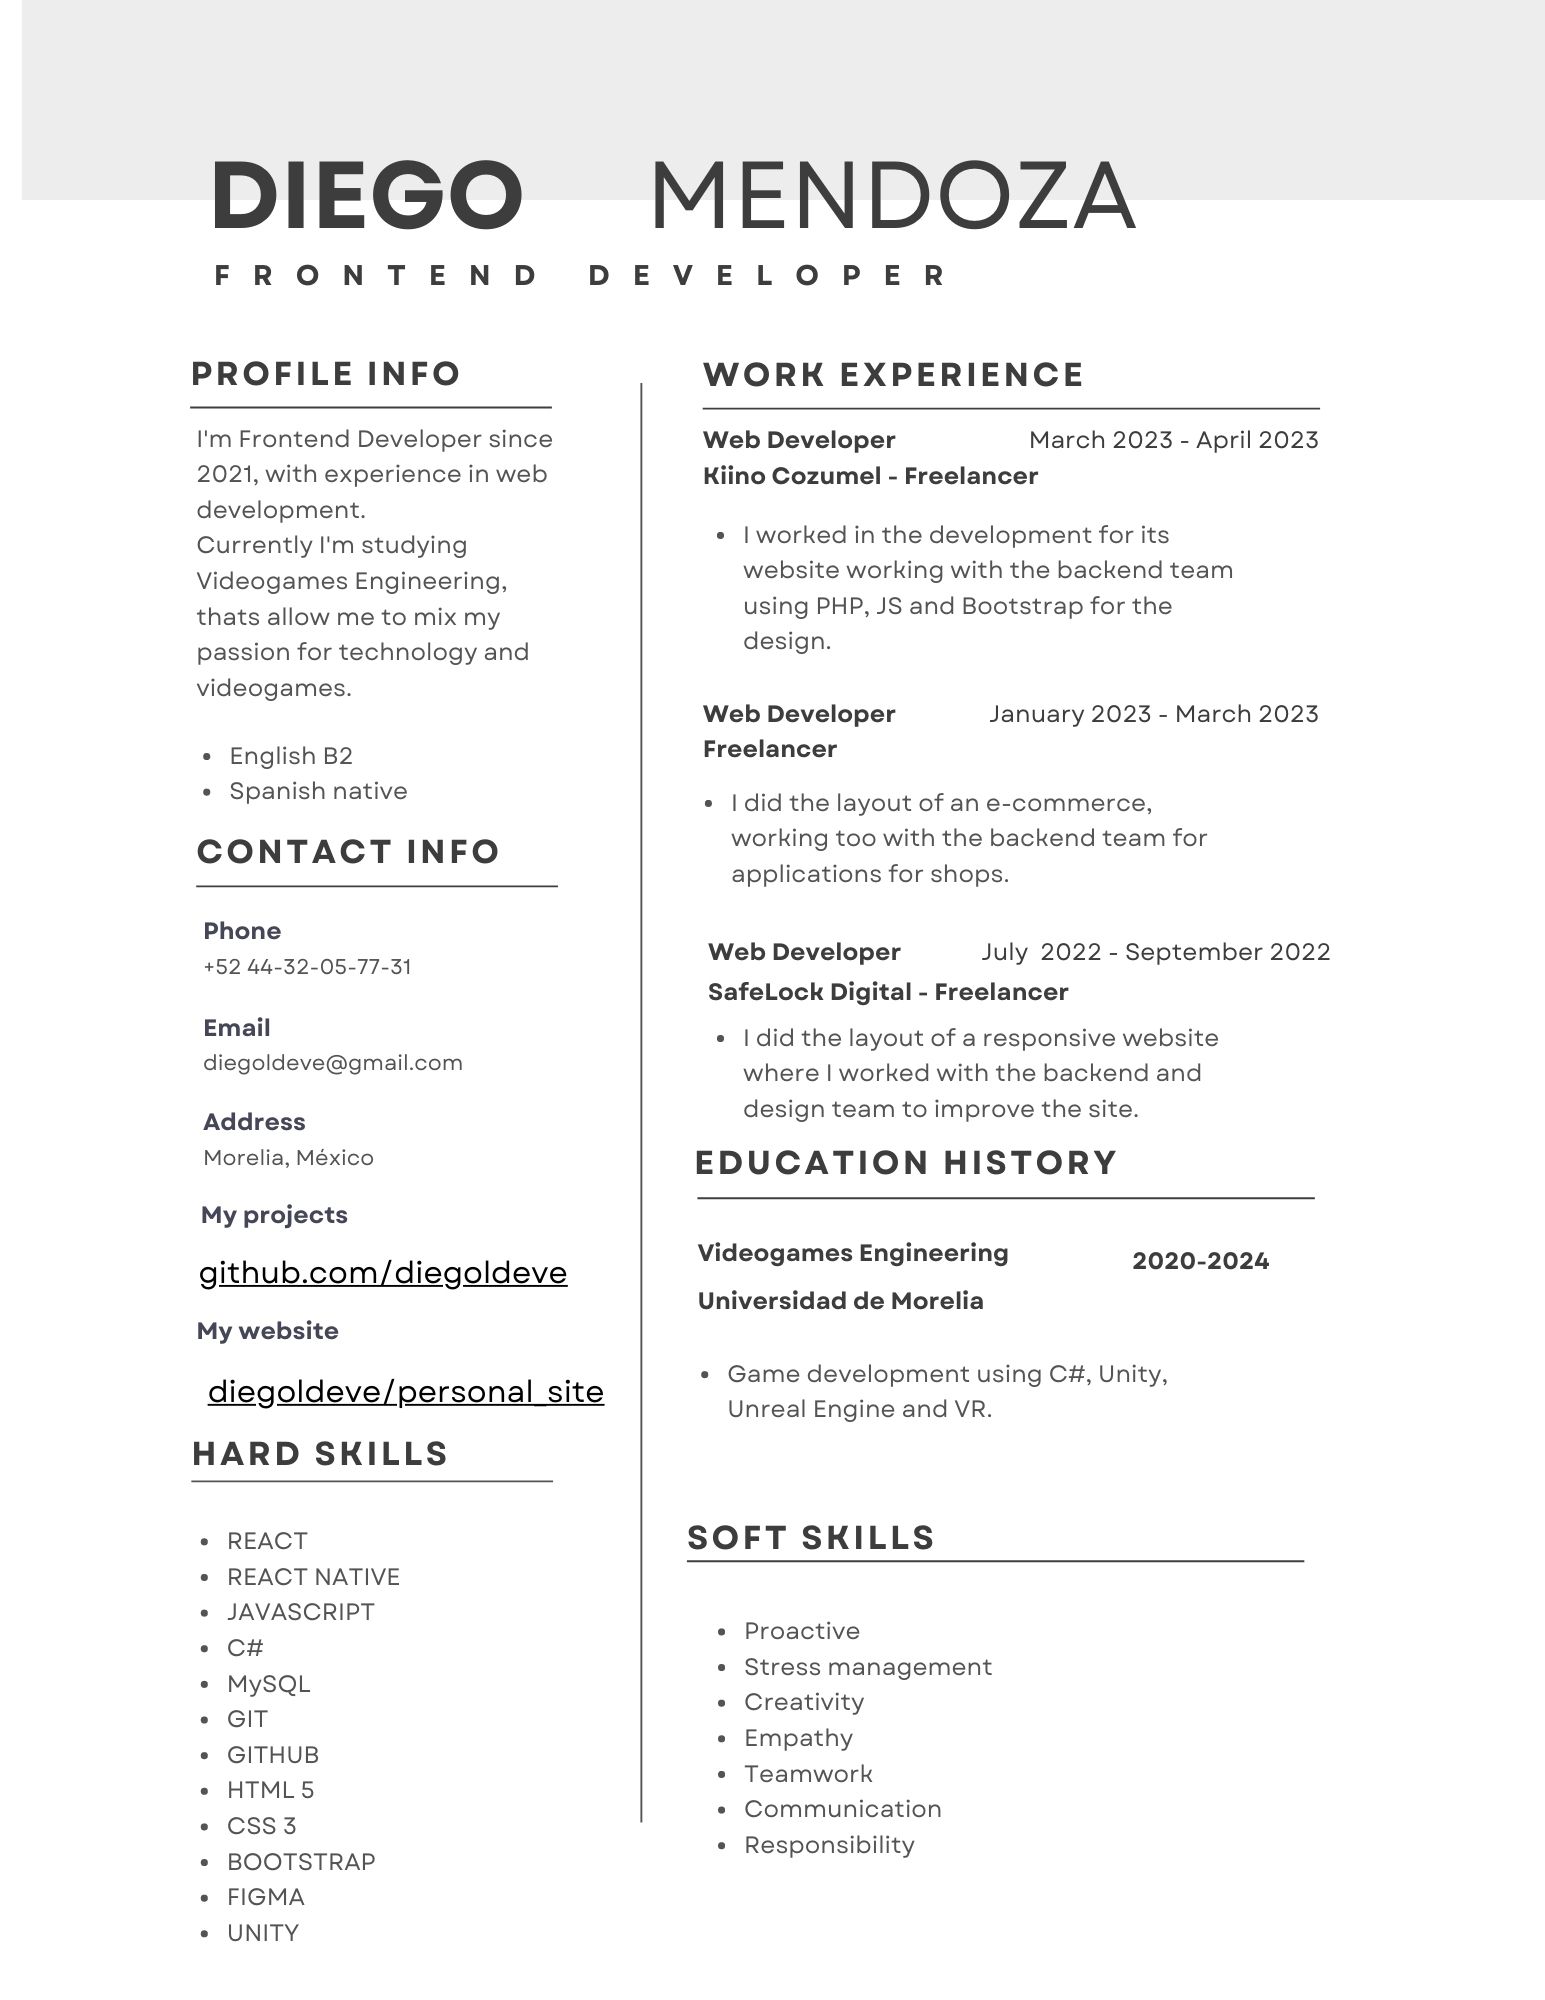 DIEGO MENDOZA
FRONTEND DEVELOPER
PROFILE INFO
I'm Frontend Developer since
2021, with experience in web
development.
Currently I'm studying
Videogames Engineering,
thats allow me to mix my
passion for technology and
videogames.
• English B2
• Spanish native
CONTACT INFO
Phone
+52 44-32-05-77-31
Email
diegoldeve@gmail.com
Address
Morelia, México
My projects
github.com/diegoldeve
My website
diegoldeve/personal_site
HARD SKILLS
• REACT
• REACT NATIVE
• JAVASCRIPT
• C#
• MySQL
• GIT
• GITHUB
• HTML 5
• CSS 3
• BOOTSTRAP
• FIGMA
• UNITY
WORK EXPERIENCE
Web Developer March 2023 - April 2023
Kiino Cozumel - Freelancer
• I worked in the development for its
website working with the backend team
using PHP, JS and Bootstrap for the
design.
Web Developer January 2023 - March 2023
Freelancer
• I did the layout of an e-commerce,
working too with the backend team for
applications for shops.
Web Developer July 2022 - September 2022
SafeLock Digital - Freelancer
• I did the layout of a responsive website
where I worked with the backend and
design team to improve the site.
EDUCATION HISTORY
Videogames Engineering 2020-2024
Universidad de Morelia
• Game development using C#, Unity,
Unreal Engine and VR.
SOFT SKILLS
• Proactive
• Stress management
• Creativity
• Empathy
• Teamwork
• Communication
• Responsibility